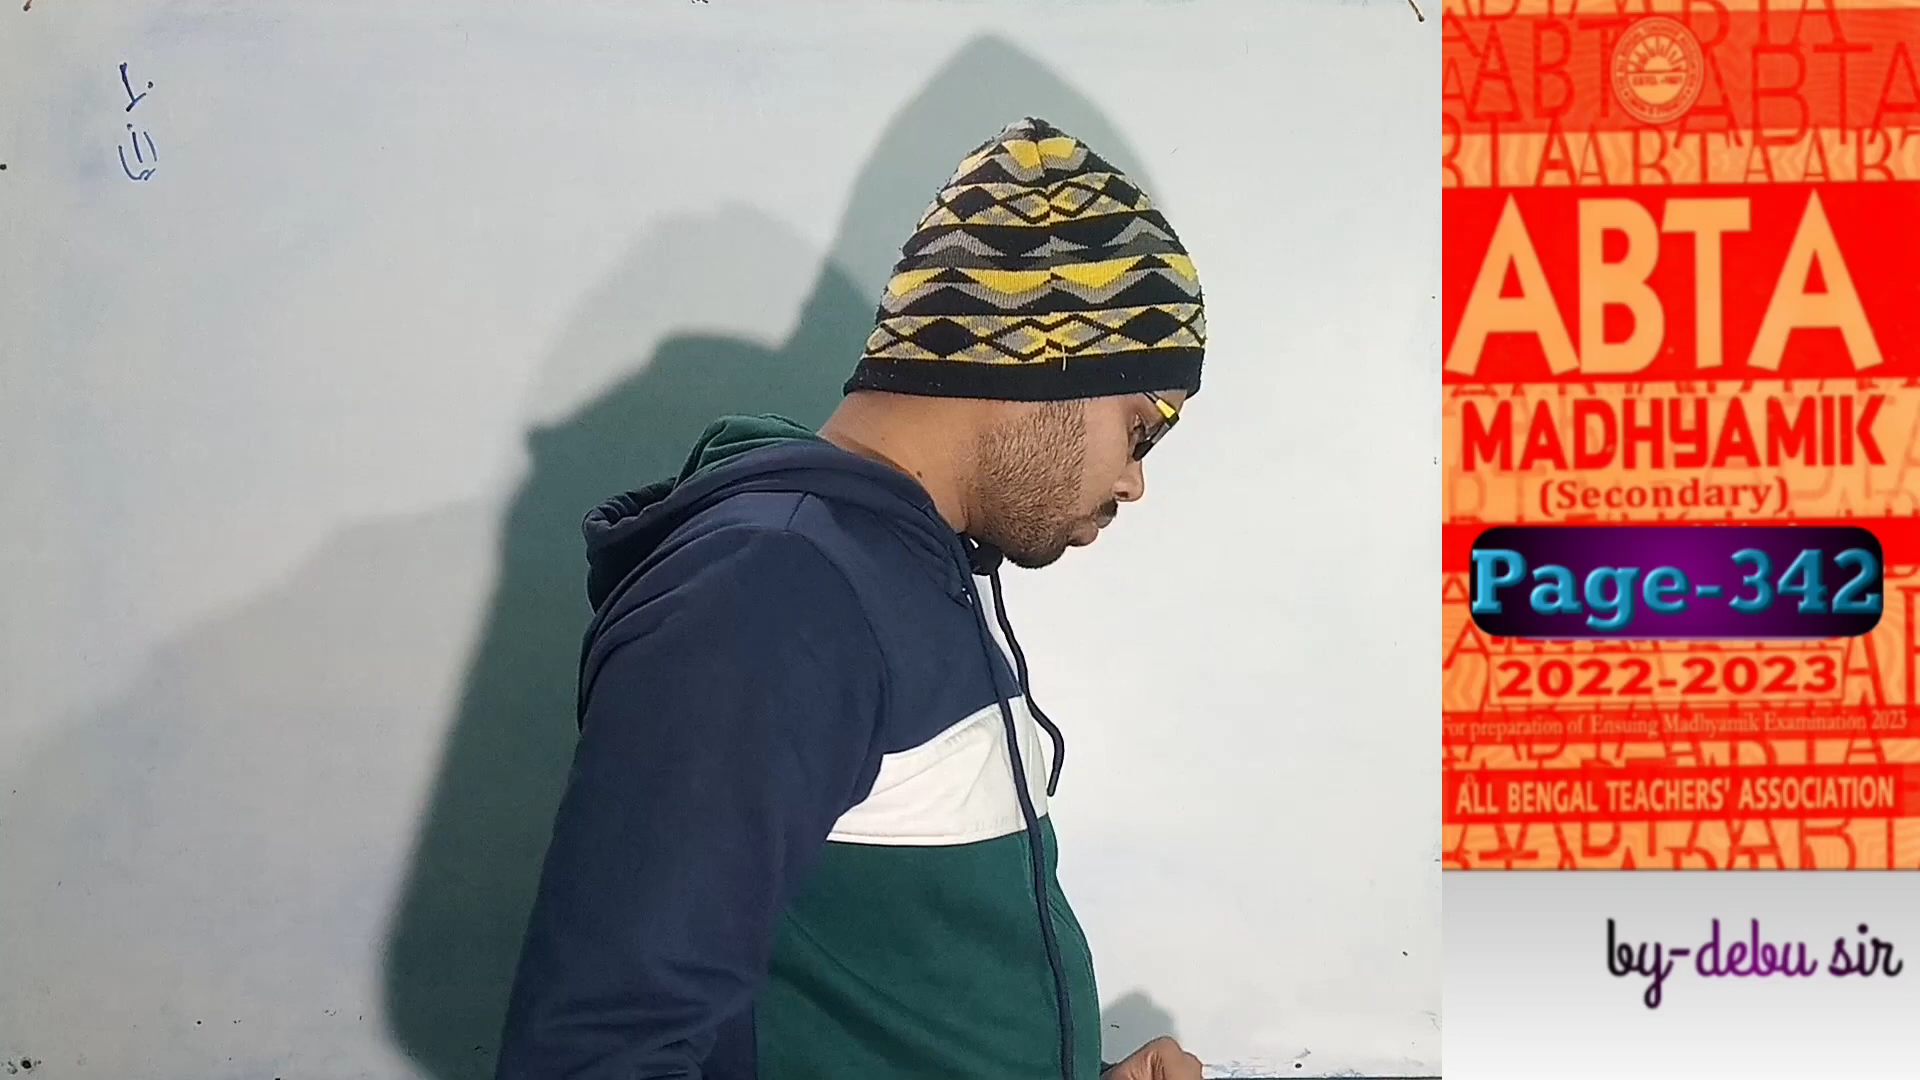 1.
(i)
ABTA
MADHYAMIK
(Secondary)
Page-342
2022-2023
For preparation of Ensuing Madhyamik Examination 2023
ALL BENGAL TEACHERS' ASSOCIATION
by-debu sir